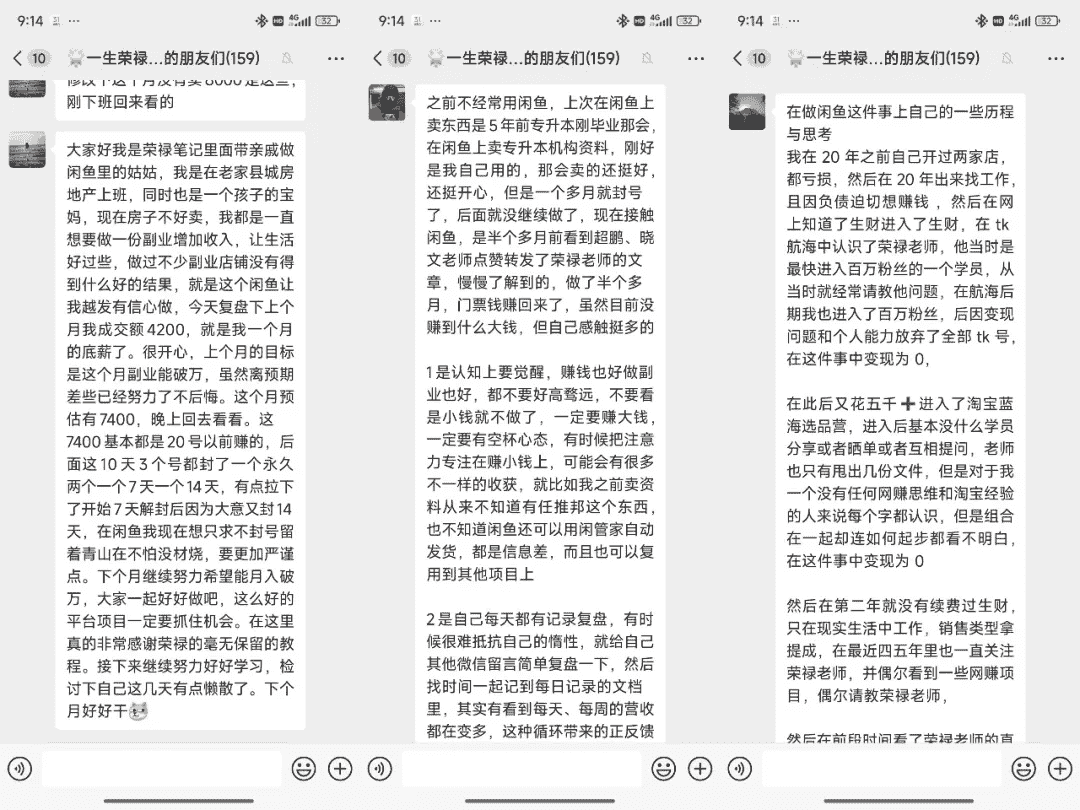 9:14
HD 4G 32
10 一生荣禄...的朋友们(159)
刚下班回来看的
大家好我是荣禄笔记里面带亲戚做
闲鱼里的姑姑，我是在老家县城房
地产上班，同时也是一个孩子的宝
妈，现在房子不好卖，我都是一直
想要做一份副业增加收入，让生活
好过些，做过不少副业店铺没有得
到什么好的结果，就是这个闲鱼让
我越发有信心做，今天复盘下上个
月我成交额4200，就是我一个月
的底薪了。很开心，上个月的目标
是这个月副业能破万，虽然离预期
差些已经努力了不后悔。这个月预
估有7400，晚上回去看看。这
7400基本都是20号以前赚的，后
面这10天3个号都封了一个永久
两个一个7天一个14天，有点拉下
了开始7天解封后因为大意又封14
天，在闲鱼我现在想只求不封号留
着青山在不怕没材烧，要更加严谨
点。下个月继续努力希望能月入破
万，大家一起好好做吧，这么好的
平台项目一定要抓住机会。在这里
真的非常感谢荣禄的毫无保留的教
程。接下来继续努力好好学习，检
讨下自己这几天有点懒散了。下个
月好好干
9:14
HD 4G 32
10 一生荣禄...的朋友们(159)
之前不经常用闲鱼，上次在闲鱼上
卖东西是5年前专升本刚毕业那会，
在闲鱼上卖专升本机构资料，刚好
是我自己用的，那会卖的还挺好，
还挺开心，但是一个多月就封号
了，后面就没继续做了，现在接触
闲鱼，是半个多月前看到超鹏、晓
文老师点赞转发了荣禄老师的文
章，慢慢了解到的，做了半个多
月，门票钱赚回来了，虽然目前没
赚到什么大钱，但自己感触挺多的
1是认知上要觉醒，赚钱也好做副
业也好，都不要好高骛远，不要看
是小钱就不做了，一定要赚大钱，
一定要有空杯心态，有时候把注意
力专注在赚小钱上，可能会有很多
不一样的收获，就比如我之前卖资
料从来不知道有任推邦这个东西，
也不知道闲鱼还可以用闲管家自动
发货，都是信息差，而且也可以复
用到其他项目上
2是自己每天都有记录复盘，有时
候很难抵抗自己的惰性，就给自己
其他微信留言简单复盘一下，然后
找时间一起记到每日记录的文档
里，其实有看到每天、每周的营收
都在变多，这种循环带来的正反馈
9:14
HD 4G 32
10 一生荣禄...的朋友们(159)
在做闲鱼这件事上自己的一些历程
与思考
我在 20 年之前自己开过两家店，
都亏损，然后在 20 年出来找工作，
且因负债迫切想赚钱 ，然后在网
上知道了生财进入了生财，在 tk
航海中认识了荣禄老师，他当时是
最快进入百万粉丝的一个学员，从
当时就经常请教他问题，在航海后
期我也进入了百万粉丝，后因变现
问题和个人能力放弃了全部 tk 号，
在这件事中变现为 0，
在此后又花五千➕进入了淘宝蓝
海选品营，进入后基本没什么学员
分享或者晒单或者互相提问，老师
也只有甩出几份文件，但是对于我
一个没有任何网赚思维和淘宝经验
的人来说每个字都认识，但是组合
在一起却连如何起步都看不明白，
在这件事中变现为 0
然后在第二年就没有续费过生财，
只在现实生活中工作，销售类型拿
提成，在最近四五年里也一直关注
荣禄老师，并偶尔看到一些网赚项
目，偶尔请教荣禄老师，
然后在前段时间看了荣禄老师的直